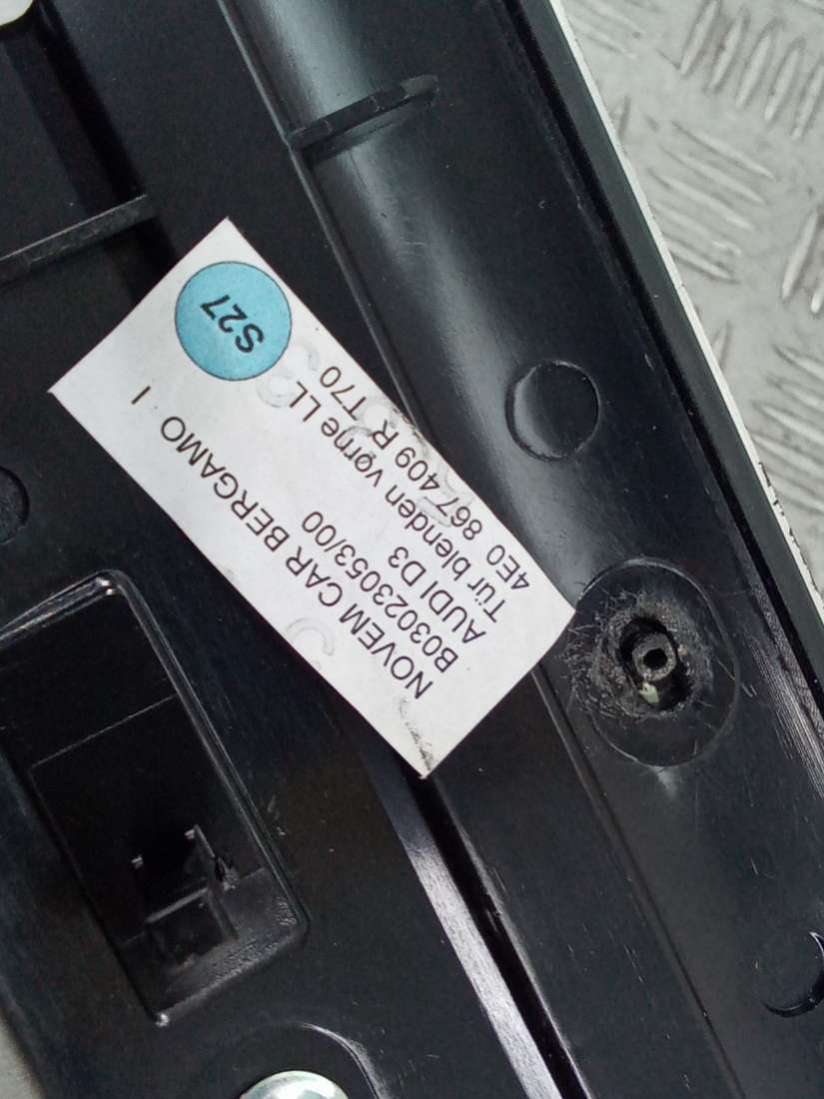 NOVEM CAR BERGAMO I
B03023053/00
AUDI D3
Tür blenden vorne LL
4E0 867 409 R T70
S27